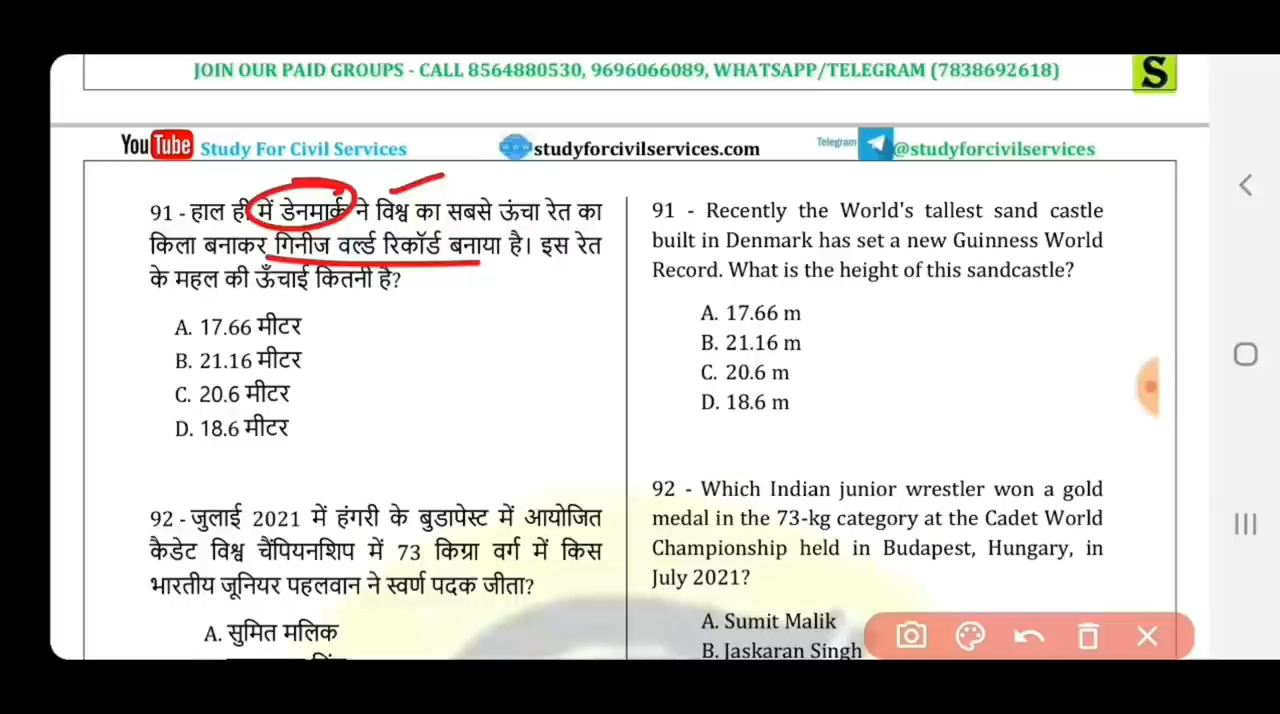 JOIN OUR PAID GROUPS - CALL 8564880530, 9696066089, WHATSAPP/TELEGRAM (7838692618)
S
YouTube Study For Civil Services
WWW studyforcivilservices.com
Telegram @studyforcivilservices
91 - हाल ही में डेनमार्क ने विश्व का सबसे ऊंचा रेत का
किला बनाकर गिनीज वर्ल्ड रिकॉर्ड बनाया है। इस रेत
के महल की ऊँचाई कितनी है?
A. 17.66 मीटर
B. 21.16 मीटर
C. 20.6 मीटर
D. 18.6 मीटर
92 - जुलाई 2021 में हंगरी के बुडापेस्ट में आयोजित
कैडेट विश्व चैंपियनशिप में 73 किग्रा वर्ग में किस
भारतीय जूनियर पहलवान ने स्वर्ण पदक जीता?
A. सुमित मलिक
91 - Recently the World's tallest sand castle
built in Denmark has set a new Guinness World
Record. What is the height of this sandcastle?
A. 17.66 m
B. 21.16 m
C. 20.6 m
D. 18.6 m
92 - Which Indian junior wrestler won a gold
medal in the 73-kg category at the Cadet World
Championship held in Budapest, Hungary, in
July 2021?
A. Sumit Malik
B. Jaskaran Singh